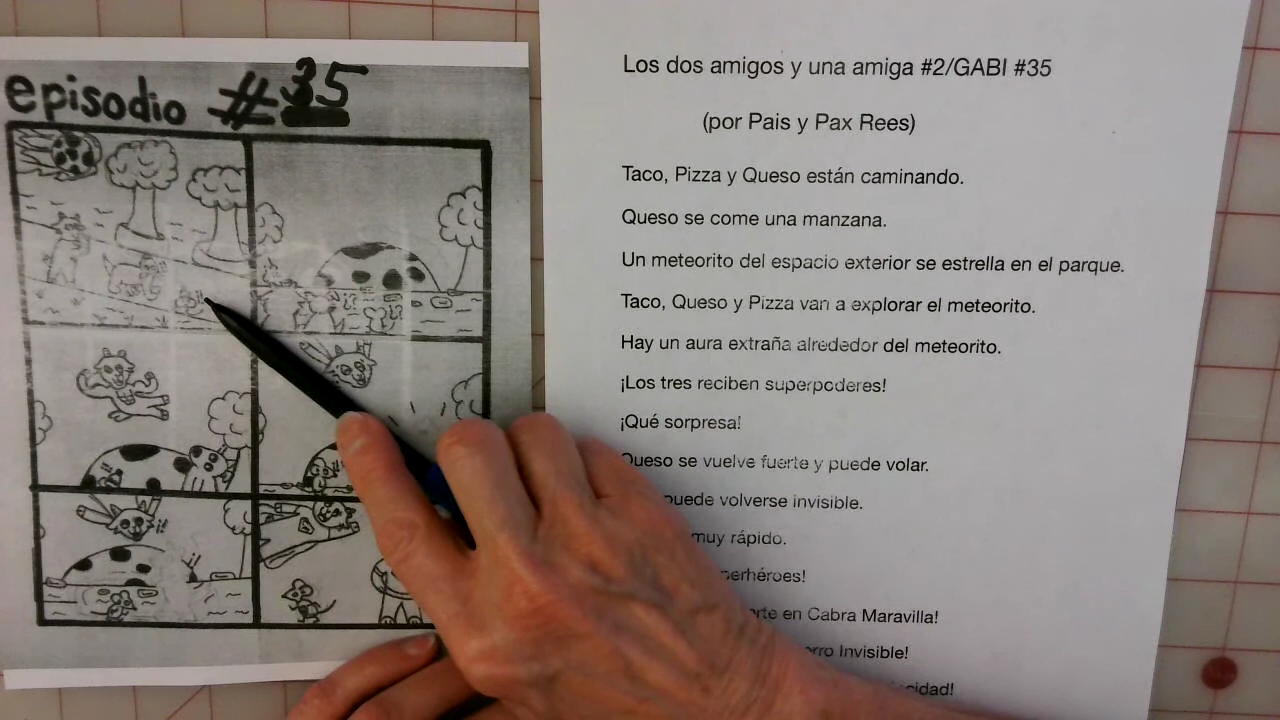 episodio #35
Los dos amigos y una amiga #2/GABI #35
(por Pais y Pax Rees)
Taco, Pizza y Queso están caminando.
Queso se come una manzana.
Un meteorito del espacio exterior se estrella en el parque.
Taco, Queso y Pizza van a explorar el meteorito.
Hay un aura extraña alrededor del meteorito.
¡Los tres reciben superpoderes!
¡Qué sorpresa!
Queso se vuelve fuerte y puede volar.
puede volverse invisible.
muy rápido.
Cabra Maravilla!
en
Invisible!